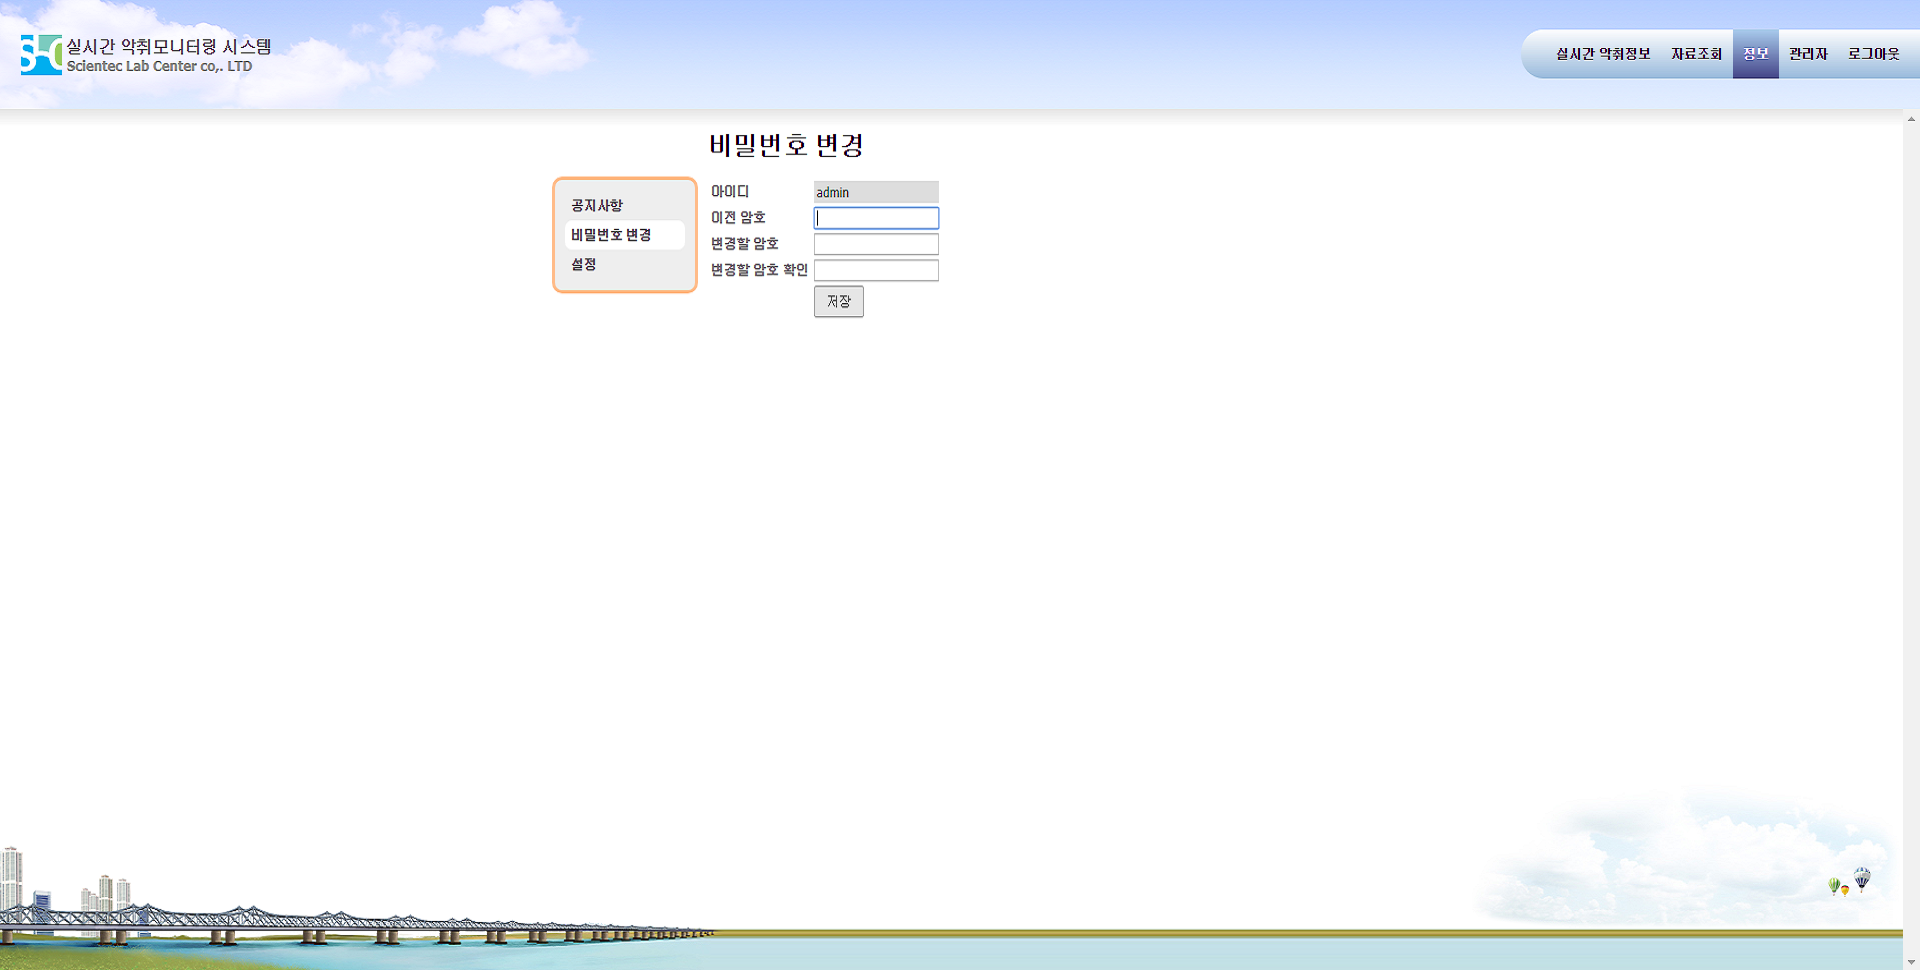 실시간 악취모니터링 시스템
Scientec Lab Center co,. LTD
실시간 악취정보 자료조회 정보 관리자 로그아웃
비밀번호 변경
공지사항
비밀번호 변경
설정
아이디 admin
이전 암호
변경할 암호
변경할 암호 확인
저장